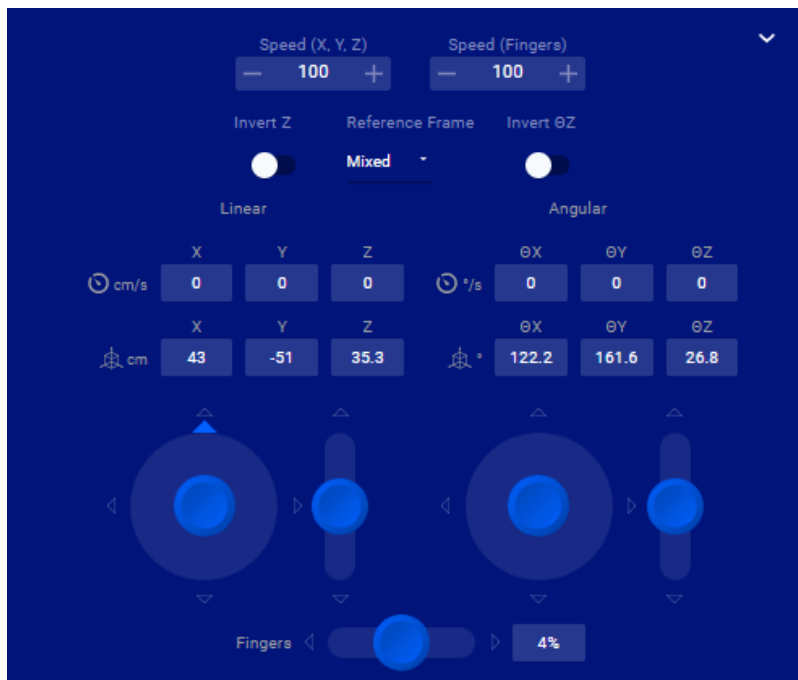 Speed (X, Y, Z) Speed (Fingers)
— 100 + — 100 +
Invert Z Reference Frame Invert ΘZ
Mixed
Linear Angular
X Y Z ΘX ΘY ΘZ
cm/s 0 0 0 °/s 0 0 0
X Y Z ΘX ΘY ΘZ
cm 43 -51 35.3 ° 122.2 161.6 26.8
Fingers 4%